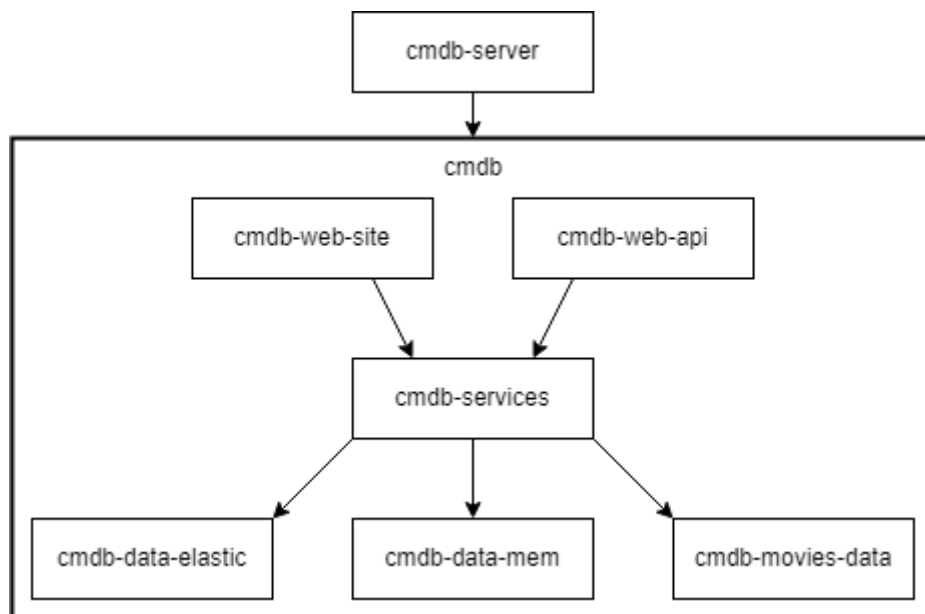 cmdb-server
cmdb
cmdb-web-site
cmdb-web-api
cmdb-services
cmdb-data-elastic
cmdb-data-mem
cmdb-movies-data